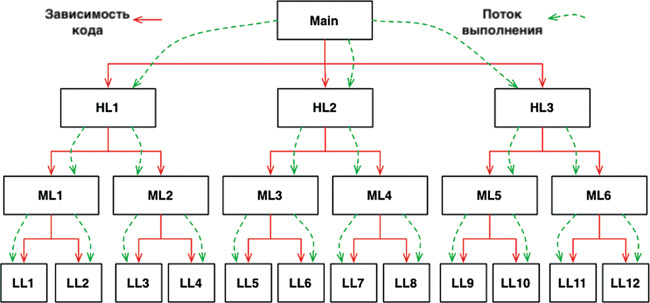 Зависимость
кода
Main
Поток
выполнения
HL1
HL2
HL3
ML1
ML2
ML3
ML4
ML5
ML6
LL1
LL2
LL3
LL4
LL5
LL6
LL7
LL8
LL9
LL10
LL11
LL12